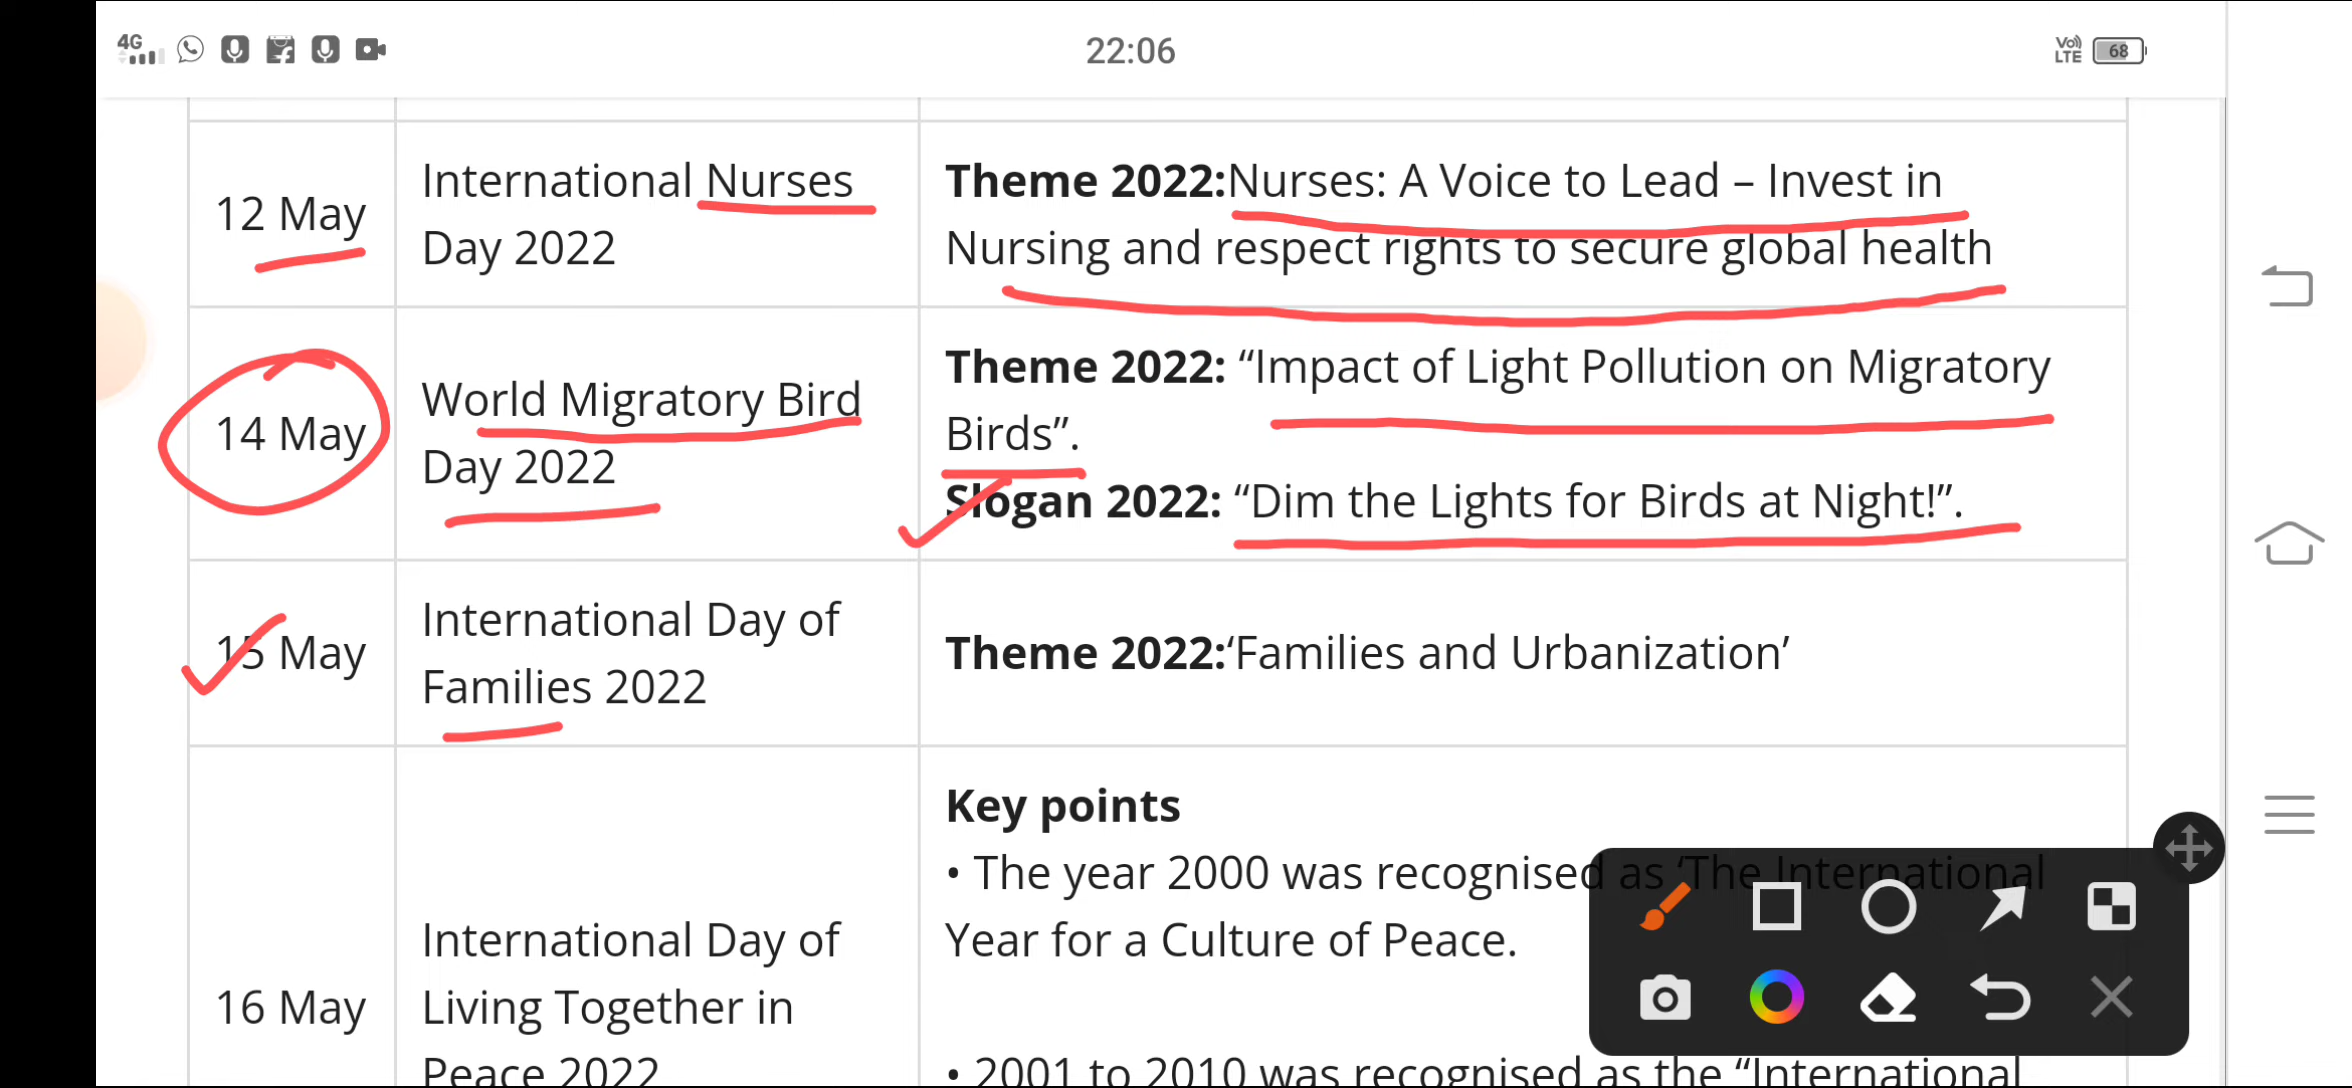 4G
22:06
Vo))
LTE
68
12 May
International Nurses
Day 2022
Theme 2022:Nurses: A Voice to Lead – Invest in
Nursing and respect rights to secure global health
14 May
World Migratory Bird
Day 2022
Theme 2022: “Impact of Light Pollution on Migratory
Birds”.
Slogan 2022: “Dim the Lights for Birds at Night!”.
15 May
International Day of
Families 2022
Theme 2022:‘Families and Urbanization’
16 May
International Day of
Living Together in
Peace 2022
Key points
• The year 2000 was recognised as ‘The International
Year for a Culture of Peace.
• 2001 to 2010 was recognised as the “International